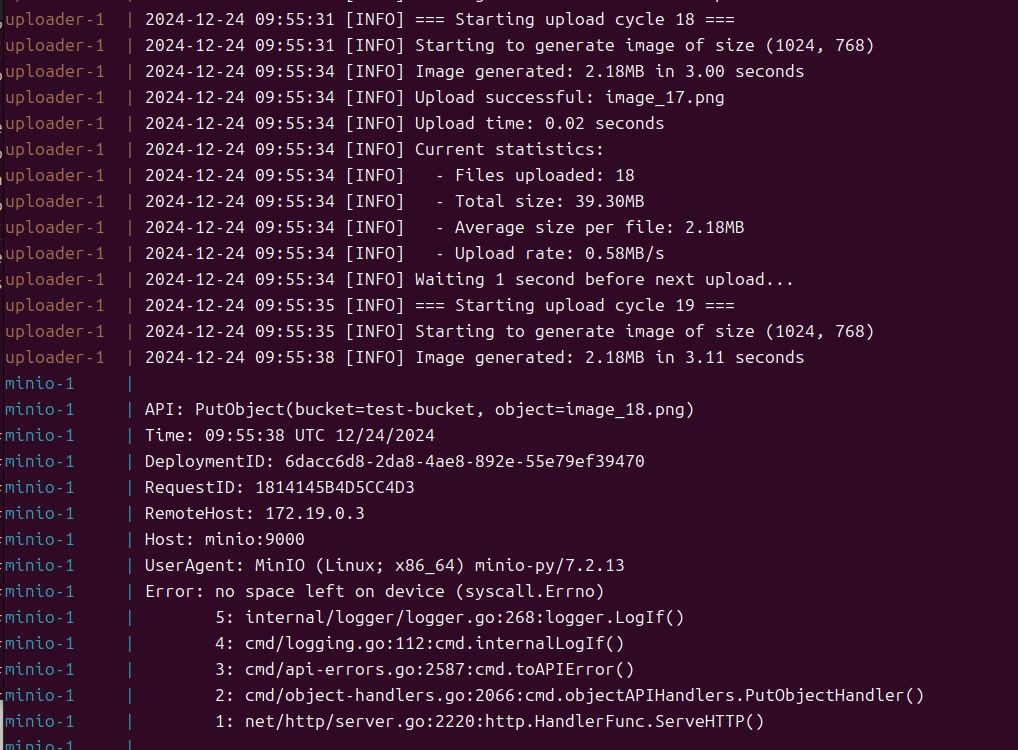 uploader-1 | 2024-12-24 09:55:31 [INFO] === Starting upload cycle 18 ===
uploader-1 | 2024-12-24 09:55:31 [INFO] Starting to generate image of size (1024, 768)
uploader-1 | 2024-12-24 09:55:34 [INFO] Image generated: 2.18MB in 3.00 seconds
uploader-1 | 2024-12-24 09:55:34 [INFO] Upload successful: image_17.png
uploader-1 | 2024-12-24 09:55:34 [INFO] Upload time: 0.02 seconds
uploader-1 | 2024-12-24 09:55:34 [INFO] Current statistics:
uploader-1 | 2024-12-24 09:55:34 [INFO]   - Files uploaded: 18
uploader-1 | 2024-12-24 09:55:34 [INFO]   - Total size: 39.30MB
uploader-1 | 2024-12-24 09:55:34 [INFO]   - Average size per file: 2.18MB
uploader-1 | 2024-12-24 09:55:34 [INFO]   - Upload rate: 0.58MB/s
uploader-1 | 2024-12-24 09:55:34 [INFO] Waiting 1 second before next upload...
uploader-1 | 2024-12-24 09:55:35 [INFO] === Starting upload cycle 19 ===
uploader-1 | 2024-12-24 09:55:35 [INFO] Starting to generate image of size (1024, 768)
uploader-1 | 2024-12-24 09:55:38 [INFO] Image generated: 2.18MB in 3.11 seconds
minio-1 |
minio-1 | API: PutObject(bucket=test-bucket, object=image_18.png)
minio-1 | Time: 09:55:38 UTC 12/24/2024
minio-1 | DeploymentID: 6dacc6d8-2da8-4ae8-892e-55e79ef39470
minio-1 | RequestID: 1814145B4D5CC4D3
minio-1 | RemoteHost: 172.19.0.3
minio-1 | Host: minio:9000
minio-1 | UserAgent: MinIO (Linux; x86_64) minio-py/7.2.13
minio-1 | Error: no space left on device (syscall.Errno)
minio-1 |        5: internal/logger/logger.go:268:logger.LogIf()
minio-1 |        4: cmd/logging.go:112:cmd.internalLogIf()
minio-1 |        3: cmd/api-errors.go:2587:cmd.toAPIError()
minio-1 |        2: cmd/object-handlers.go:2066:cmd.objectAPIHandlers.PutObjectHandler()
minio-1 |        1: net/http/server.go:2220:http.HandlerFunc.ServeHTTP()
minio-1 |